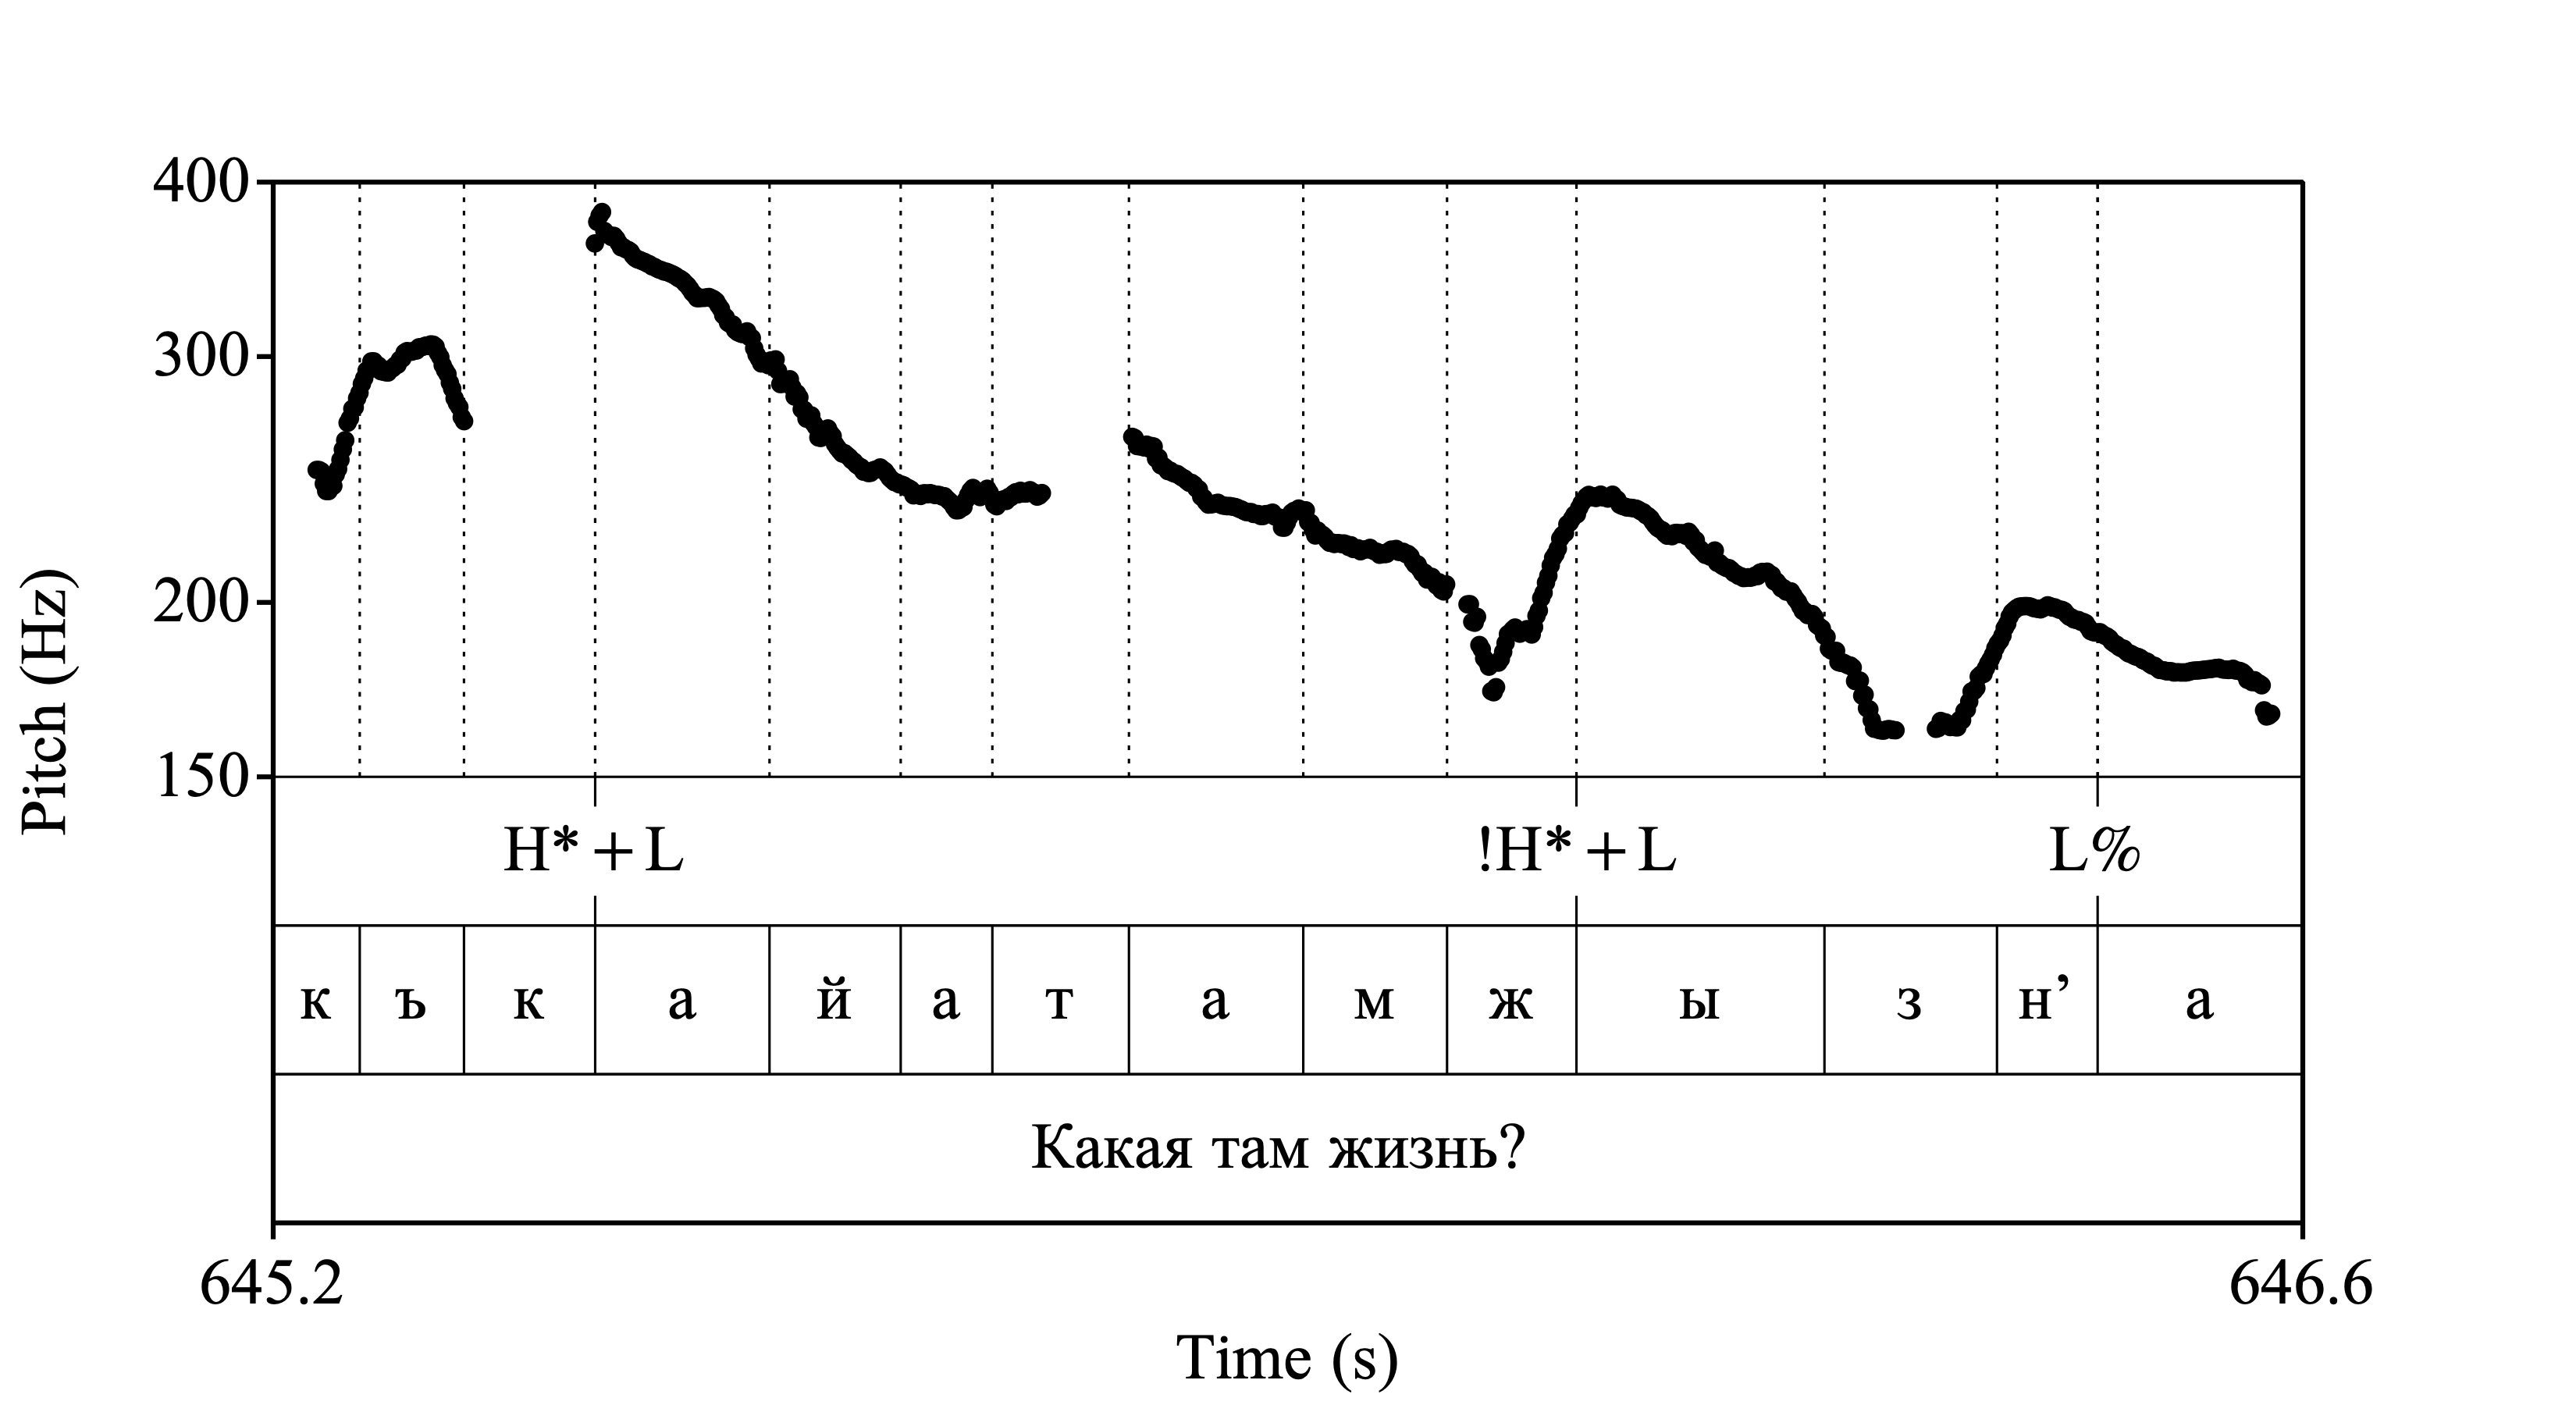 400
300
200
150
Pitch (Hz)
H* + L !H* + L L%
к ъ к а й а т а м ж ы з н’ а
Какая там жизнь?
645.2 646.6
Time (s)